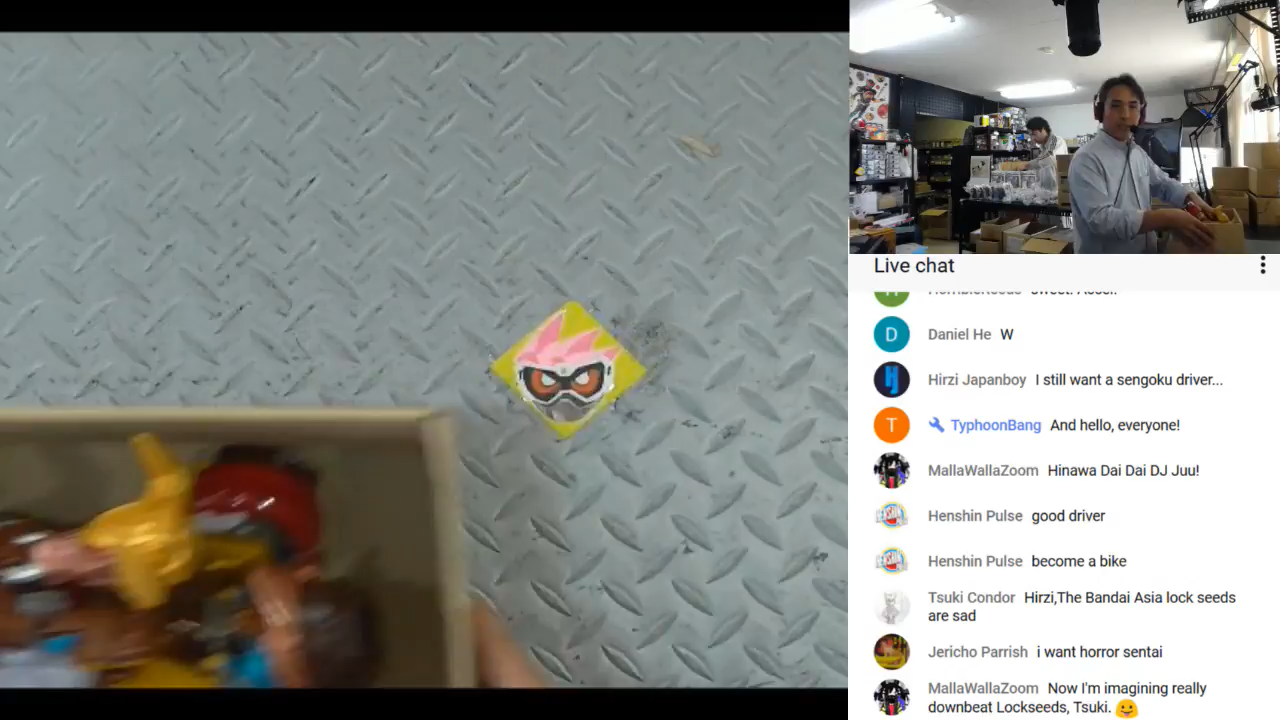 Live chat
Daniel He W
Hirzi Japanboy I still want a sengoku driver...
T TyphoonBang And hello, everyone!
MallaWallaZoom Hinawa Dai Dai DJ Juu!
Henshin Pulse good driver
Henshin Pulse become a bike
Tsuki Condor Hirzi,The Bandai Asia lock seeds
are sad
Jericho Parrish i want horror sentai
MallaWallaZoom Now I'm imagining really
downbeat Lockseeds, Tsuki.